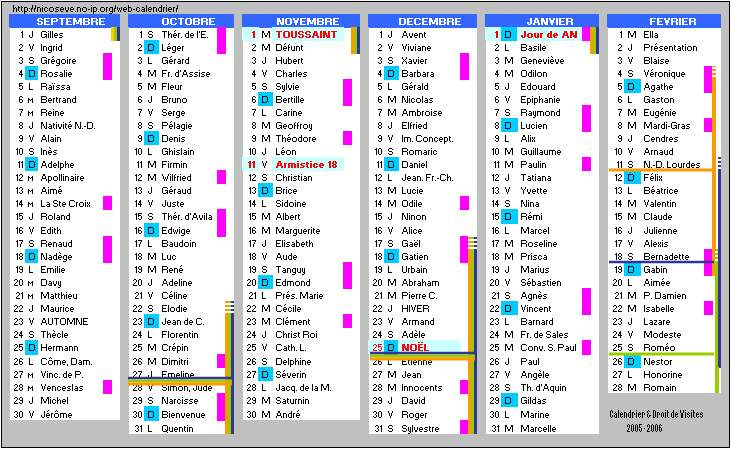 http://nicoseve.no-ip.org/web-calendrier/
SEPTEMBRE
1 J Gilles
2 V Ingrid
3 S Grégoire
4 D Rosalie
5 L Raïssa
6 M Bertrand
7 M Reine
8 J Nativité N.-D.
9 V Alain
10 S Inès
11 D Adelphe
12 M Apollinaire
13 M Aimé
14 M La Ste Croix
15 J Roland
16 V Edith
17 S Renaud
18 D Nadège
19 L Emilie
20 M Davy
21 M Matthieu
22 J Maurice
23 V AUTOMNE
24 S Thècle
25 D Hermann
26 L Côme, Dam.
27 M Vinc. de P.
28 M Venceslas
29 J Michel
30 V Jérôme
OCTOBRE
1 S Thér. de l'E.
2 D Léger
3 L Gérard
4 M Fr. d'Assise
5 M Fleur
6 J Bruno
7 V Serge
8 S Pélagie
9 D Denis
10 L Ghislain
11 M Firmin
12 M Wilfried
13 J Géraud
14 V Juste
15 S Thér. d'Avila
16 D Edwige
17 L Baudoin
18 M Luc
19 M René
20 J Adeline
21 V Céline
22 S Elodie
23 D Jean de C.
24 L Florentin
25 M Crépin
26 M Dimitri
27 J Emeline
28 V Simon, Jude
29 S Narcisse
30 D Bienvenue
31 L Quentin
NOVEMBRE
1 M TOUSSAINT
2 M Défunt
3 J Hubert
4 V Charles
5 S Sylvie
6 D Bertille
7 L Carine
8 M Geoffroy
9 M Théodore
10 J Léon
11 V Armistice 18
12 S Christian
13 D Brice
14 L Sidoine
15 M Albert
16 M Marguerite
17 J Elisabeth
18 V Aude
19 S Tanguy
20 D Edmond
21 L Prés. Marie
22 M Cécile
23 M Clément
24 J Christ Roi
25 V Cath. L.
26 S Delphine
27 D Séverin
28 L Jacq. de la M.
29 M Saturnin
30 M André
DECEMBRE
1 J Avent
2 V Viviane
3 S Xavier
4 D Barbara
5 L Gérald
6 M Nicolas
7 M Ambroise
8 J Elfried
9 V Im. Concept.
10 S Romaric
11 D Daniel
12 L Jean. Fr.-Ch.
13 M Lucie
14 M Odile
15 J Ninon
16 V Alice
17 S Gaël
18 D Gatien
19 L Urbain
20 M Abraham
21 M Pierre C.
22 J HIVER
23 V Armand
24 S Adèle
25 D NOËL
26 L Etienne
27 M Jean
28 M Innocents
29 J David
30 V Roger
31 S Sylvestre
JANVIER
1 D Jour de AN
2 L Basile
3 M Geneviève
4 M Odilon
5 J Edouard
6 V Epiphanie
7 S Raymond
8 D Lucien
9 L Alix
10 M Guillaume
11 M Paulin
12 J Tatiana
13 V Yvette
14 S Nina
15 D Rémi
16 L Marcel
17 M Roseline
18 M Prisca
19 J Marius
20 V Sébastien
21 S Agnès
22 D Vincent
23 L Barnard
24 M Fr. de Sales
25 M Conv. S. Paul
26 J Paul
27 V Angèle
28 S Th. d'Aquin
29 D Gildas
30 L Marine
31 M Marcelle
FEVRIER
1 M Ella
2 J Présentation
3 V Blaise
4 S Véronique
5 D Agathe
6 L Gaston
7 M Eugénie
8 M Mardi-Gras
9 J Cendres
10 V Arnaud
11 S N.-D. Lourdes
12 D Félix
13 L Béatrice
14 M Valentin
15 M Claude
16 J Julienne
17 V Alexis
18 S Bernadette
19 D Gabin
20 L Aimée
21 M P. Damien
22 M Isabelle
23 J Lazare
24 V Modeste
25 S Roméo
26 D Nestor
27 L Honorine
28 M Romain
Calendrier & Droit de Visites
2005-2006